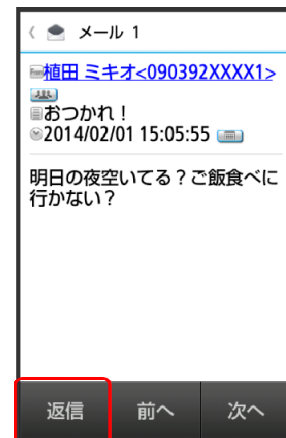 メール 1
植田 ミキオ<090392XXXX1>
おつかれ！
2014/02/01 15:05:55
明日の夜空いてる？ご飯食べに
行かない？
返信 前へ 次へ